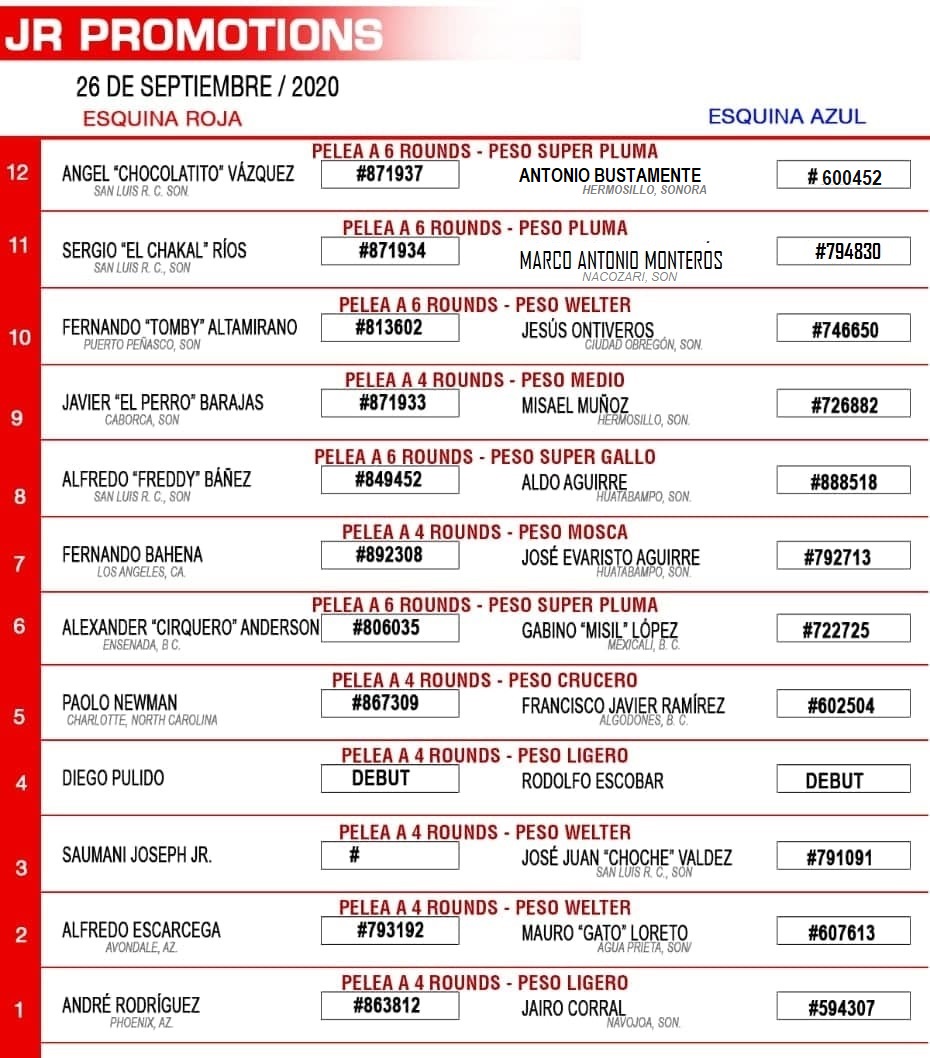 JR PROMOTIONS
26 DE SEPTIEMBRE / 2020
ESQUINA ROJA ESQUINA AZUL
PELEA A 6 ROUNDS - PESO SUPER PLUMA
12 ANGEL “CHOCOLATITO” VÁZQUEZ #871937 ANTONIO BUSTAMENTE # 600452
SAN LUIS R. C. SON. HERMOSILLO, SONORA
PELEA A 6 ROUNDS - PESO PLUMA
11 SERGIO “EL CHAKAL” RÍOS #871934 MARCO ANTONIO MONTERÓS #794830
SAN LUIS R. C., SON NACOZARI, SON
PELEA A 6 ROUNDS - PESO WELTER
10 FERNANDO “TOMBY” ALTAMIRANO #813602 JESÚS ONTIVEROS #746650
PUERTO PEÑASCO, SON CIUDAD OBREGÓN, SON.
PELEA A 4 ROUNDS - PESO MEDIO
9 JAVIER “EL PERRO” BARAJAS #871933 MISAEL MUÑOZ #726882
CABORCA, SON HERMOSILLO, SON.
PELEA A 6 ROUNDS - PESO SUPER GALLO
8 ALFREDO “FREDDY” BÁÑEZ #849452 ALDO AGUIRRE #888518
SAN LUIS R. C., SON HUATABAMPO, SON.
PELEA A 4 ROUNDS - PESO MOSCA
7 FERNANDO BAHENA #892308 JOSÉ EVARISTO AGUIRRE #792713
LOS ANGELES, CA. HUATABAMPO, SON.
PELEA A 6 ROUNDS - PESO SUPER PLUMA
6 ALEXANDER “CIRQUERO” ANDERSON #806035 GABINO “MISIL” LÓPEZ #722725
ENSENADA, B C. MEXICALI, B. C.
PELEA A 4 ROUNDS - PESO CRUCERO
5 PAOLO NEWMAN #867309 FRANCISCO JAVIER RAMÍREZ #602504
CHARLOTTE, NORTH CAROLINA ALGODONES, B. C.
PELEA A 4 ROUNDS - PESO LIGERO
4 DIEGO PULIDO DEBUT RODOLFO ESCOBAR DEBUT
PELEA A 4 ROUNDS - PESO WELTER
3 SAUMANI JOSEPH JR. # JOSÉ JUAN “CHOCHE” VALDEZ #791091
SAN LUIS R. C., SON
PELEA A 4 ROUNDS - PESO WELTER
2 ALFREDO ESCARCEGA #793192 MAURO “GATO” LORETO #607613
AVONDALE, AZ. AGUA PRIETA, SON/
PELEA A 4 ROUNDS - PESO LIGERO
1 ANDRÉ RODRÍGUEZ #863812 JAIRO CORRAL #594307
PHOENIX, AZ. NAVOJOA, SON.